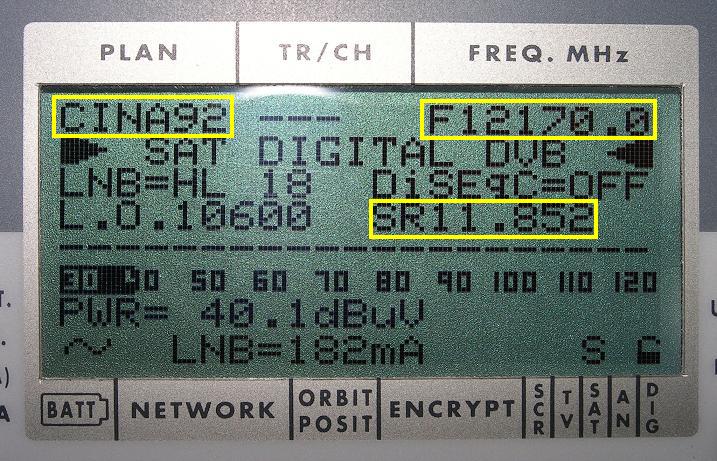 PLAN TR/CH FREQ. MHz
CINA92 --- F12170.0
SAT DIGITAL DVB
LNB=HL 18 DiSEqC=OFF
L.O.10600 SR11.852
50 60 70 80 90 100 110 120
PWR= 40.1dBuV
LNB=182mA S G
BATT NETWORK ORBIT POSIT ENCRYPT SCR TV SAT AN DIG